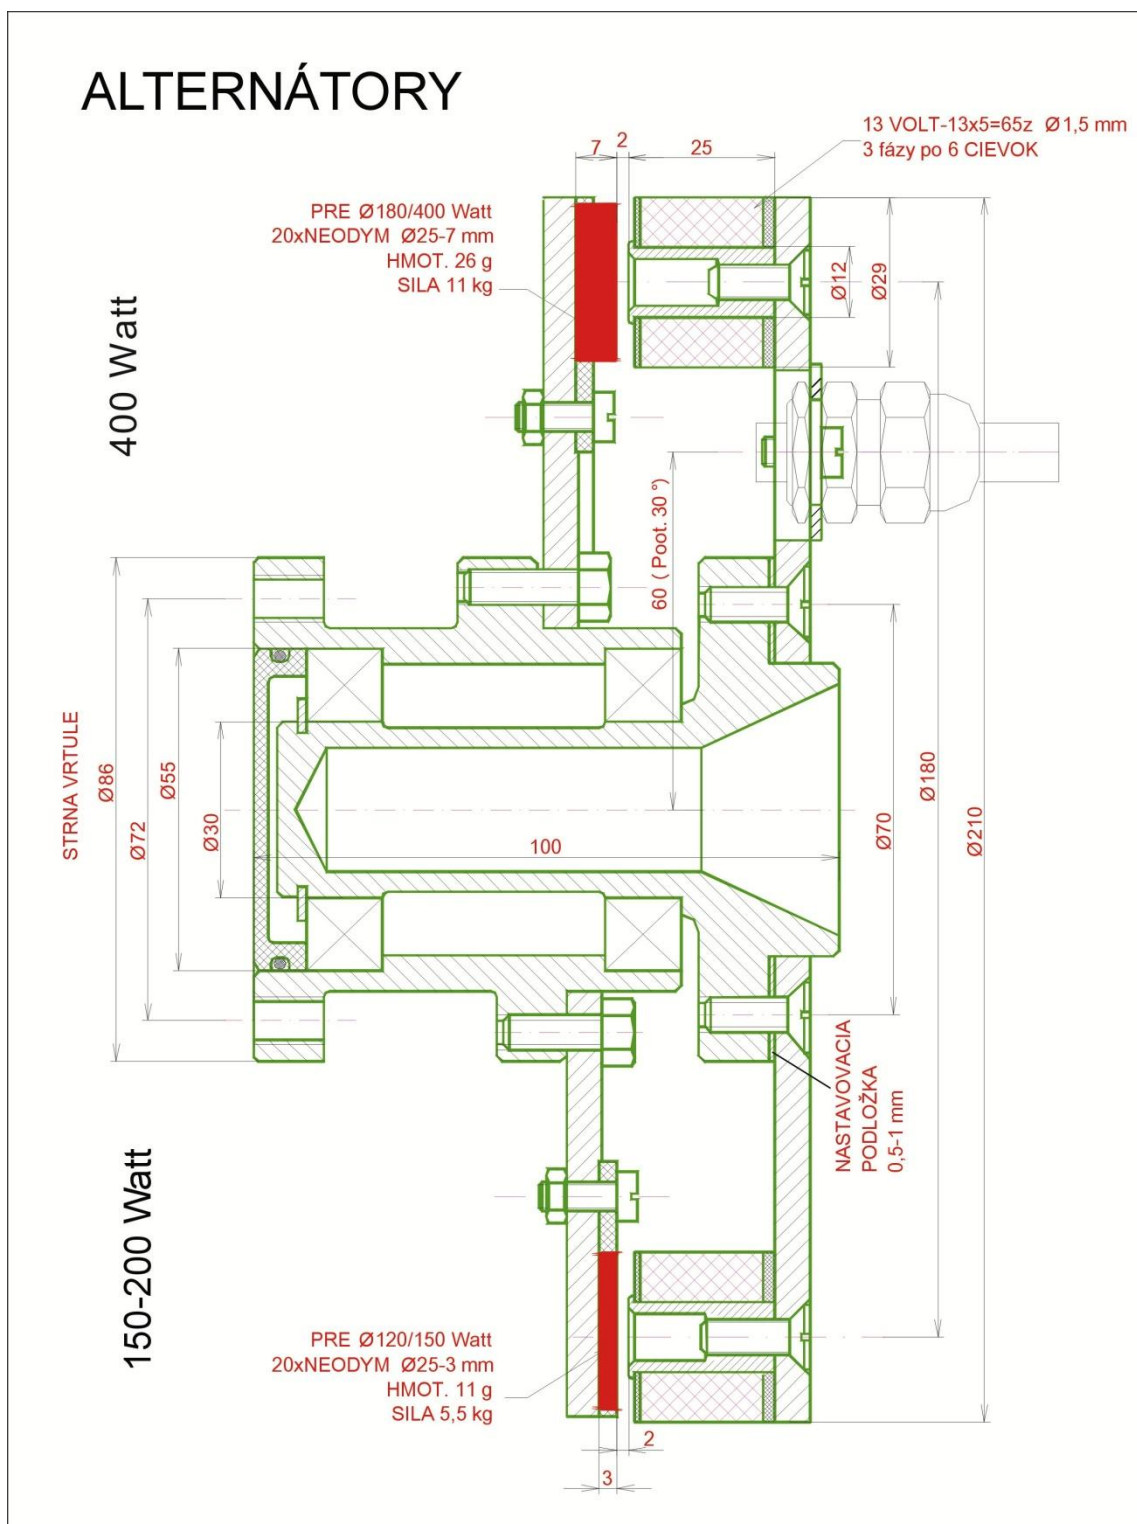 ALTERNÁTORY
13 VOLT-13x5=65z Ø1,5 mm
3 fázy po 6 CIEVOK
7
2
25
PRE Ø180/400 Watt
20xNEODYM Ø25-7 mm
HMOT. 26 g
SILA 11 kg
Ø12
Ø29
400 Watt
60 ( Poot. 30 °)
STRNA VRTULE
Ø86
Ø72
Ø55
Ø30
100
Ø70
Ø180
Ø210
NASTAVOVACIA
PODLOŽKA
0,5-1 mm
150-200 Watt
PRE Ø120/150 Watt
20xNEODYM Ø25-3 mm
HMOT. 11 g
SILA 5,5 kg
2
3